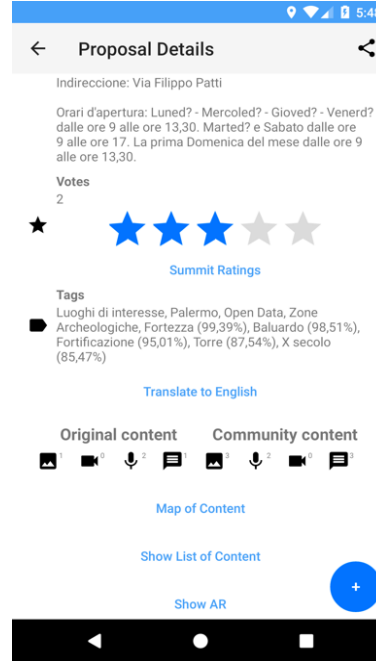 5:48
Proposal Details
Indireccione: Via Filippo Patti
Orari d'apertura: Luned? - Mercoled? - Gioved? - Venerd?
dalle ore 9 alle ore 13,30. Marted? e Sabato dalle ore
9 alle ore 17. La prima Domenica del mese dalle ore 9
alle ore 13,30.
Votes
2
Summit Ratings
Tags
Luoghi di interesse, Palermo, Open Data, Zone
Archeologiche, Fortezza (99,39%), Baluardo (98,51%),
Fortificazione (95,01%), Torre (87,54%), X secolo
(85,47%)
Translate to English
Original content Community content
1 0 2 1 3 2 0 3
Map of Content
Show List of Content
+
Show AR